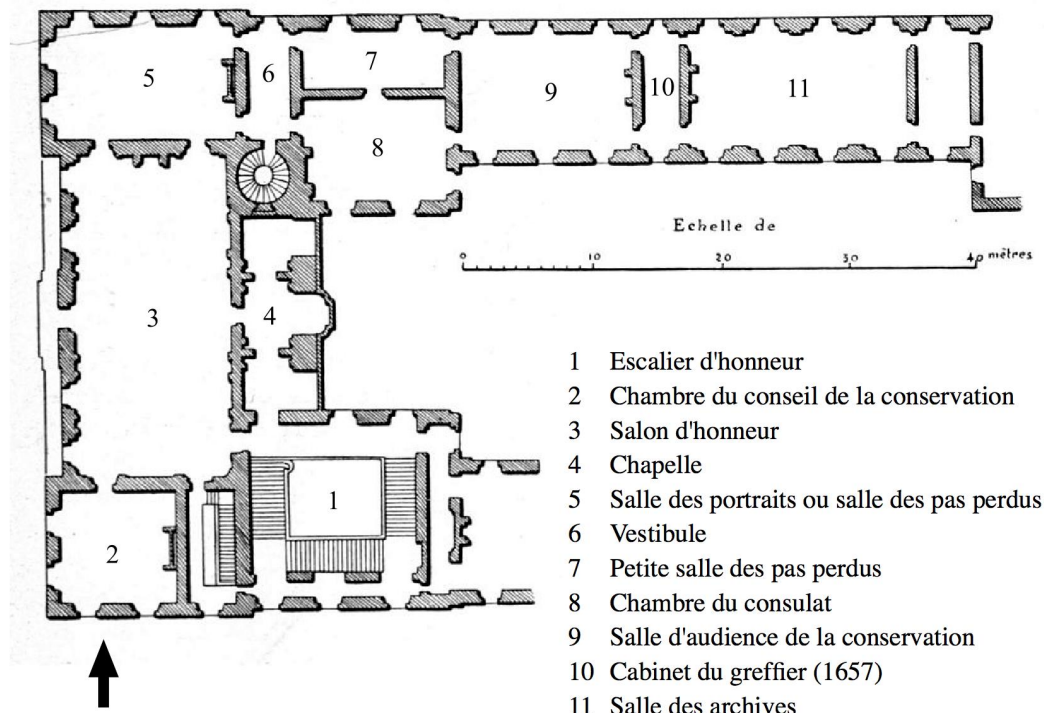 5
6
7
8
9
10
11
Echelle de
0 10 20 30 40 mètres
3
4
1
2
1 Escalier d'honneur
2 Chambre du conseil de la conservation
3 Salon d'honneur
4 Chapelle
5 Salle des portraits ou salle des pas perdus
6 Vestibule
7 Petite salle des pas perdus
8 Chambre du consulat
9 Salle d'audience de la conservation
10 Cabinet du greffier (1657)
11 Salle des archives